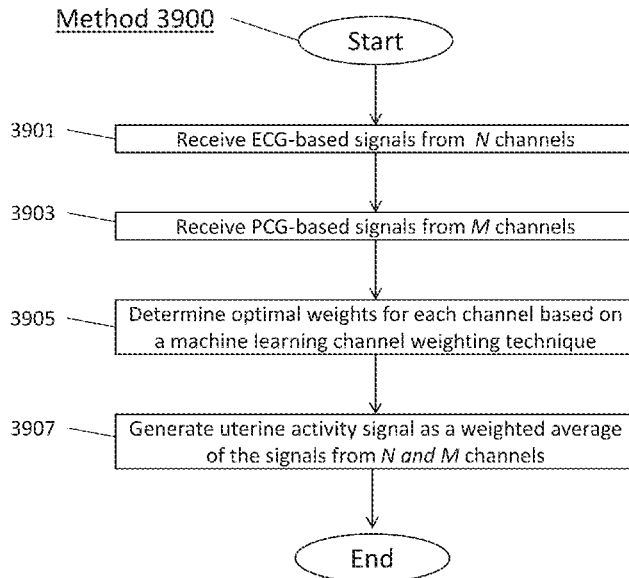 Method 3900
Start
3901
Receive ECG-based signals from N channels
3903
Receive PCG-based signals from M channels
3905
Determine optimal weights for each channel based on
a machine learning channel weighting technique
3907
Generate uterine activity signal as a weighted average
of the signals from N and M channels
End